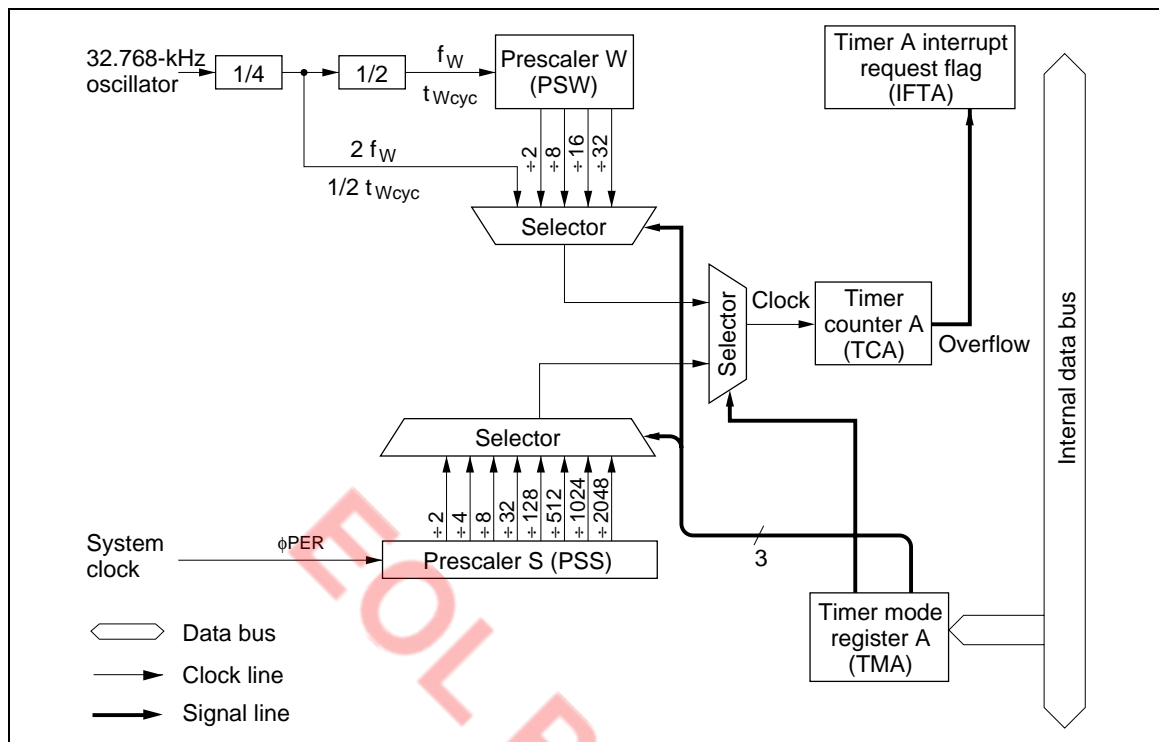 32.768-kHz
oscillator
1/4
1/2
fW
tWcyc
Prescaler W
(PSW)
Timer A interrupt
request flag
(IFTA)
2 fW
1/2 tWcyc
÷2
÷8
÷16
÷32
Selector
Selector
Clock
Timer
counter A
(TCA)
Overflow
Internal data bus
Selector
÷2
÷4
÷8
÷32
÷128
÷512
÷1024
÷2048
System
clock
ϕPER
Prescaler S (PSS)
3
Timer mode
register A
(TMA)
Data bus
Clock line
Signal line
EOL